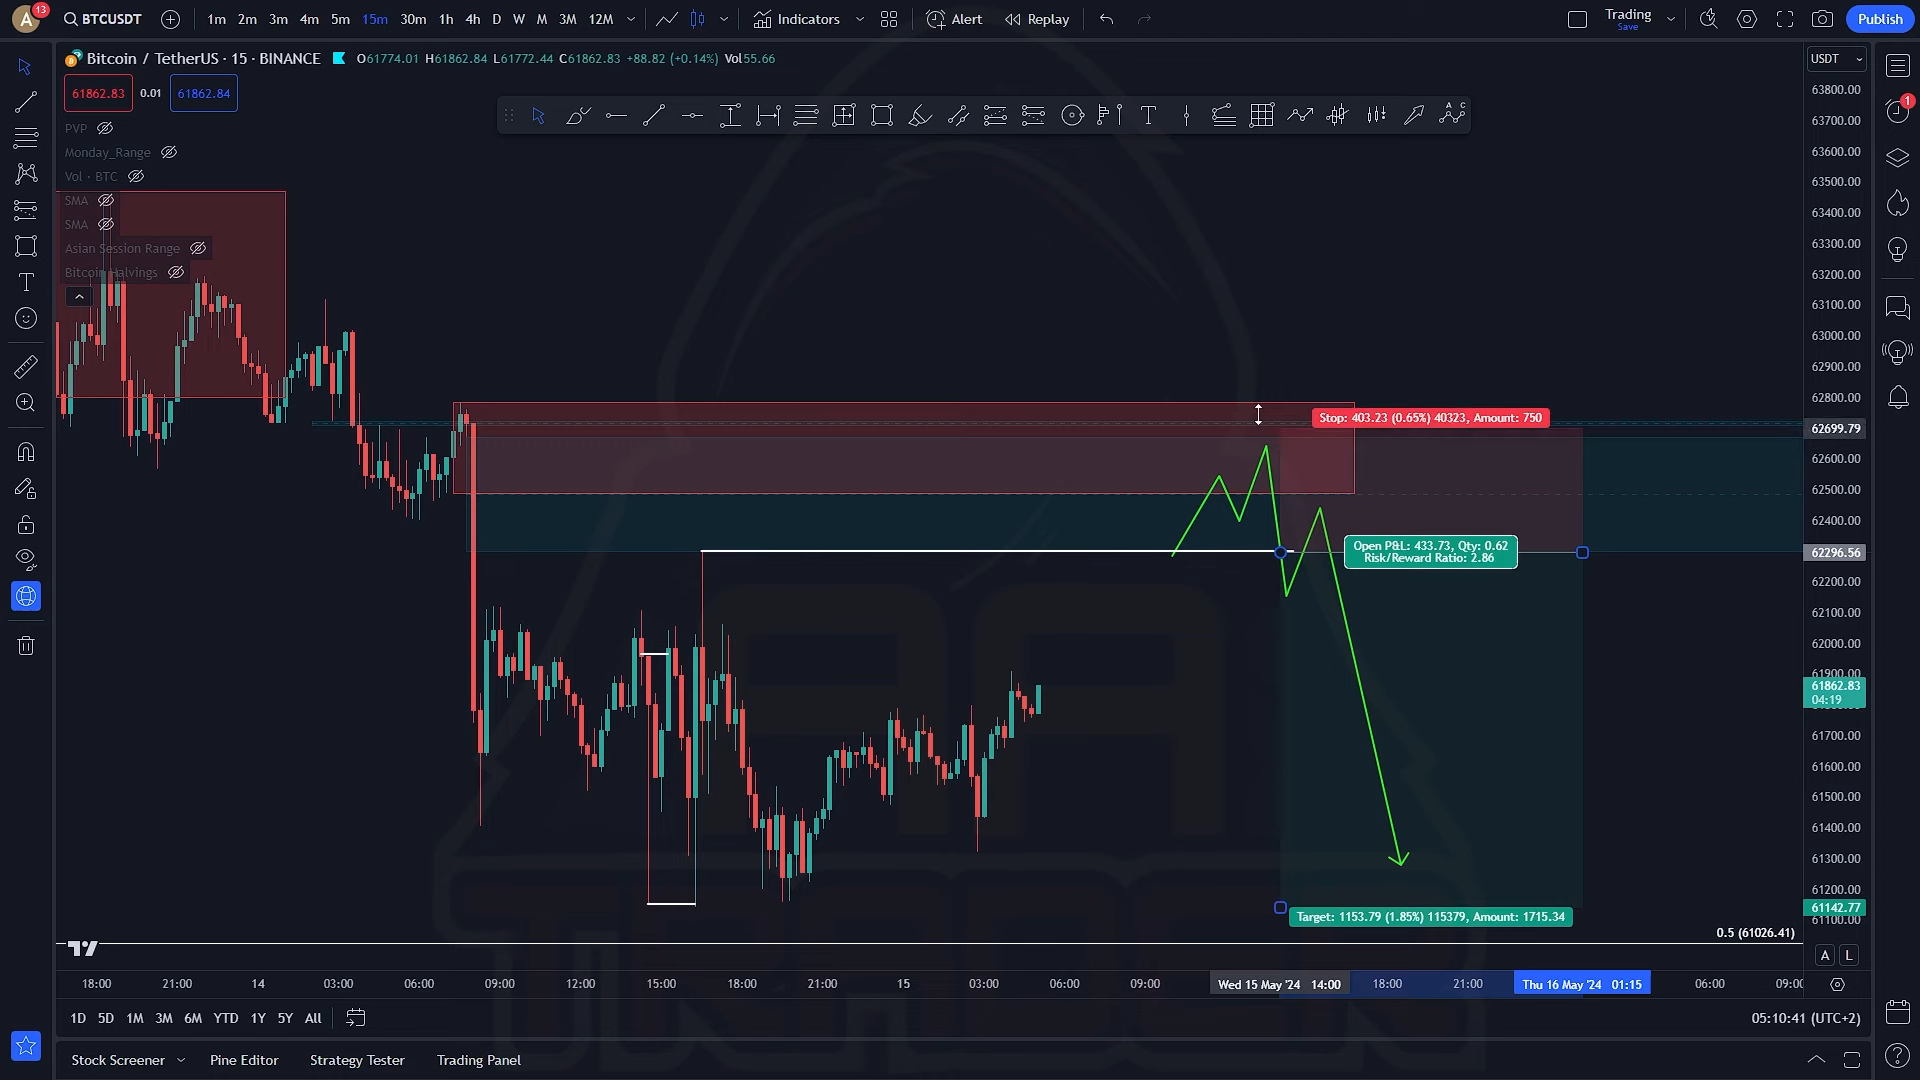 A 13 BTCUSDT 1m 2m 3m 4m 5m 15m 30m 1h 4h D W M 3M 12M Indicators Alert Replay Trading Save Publish
Bitcoin / TetherUS · 15 · BINANCE O61774.01 H61862.84 L61772.44 C61862.83 +88.82 (+0.14%) Vol55.66
USDT
61862.83 0.01 61862.84
PVP
Monday_Range
Vol · BTC
SMA
SMA
Asian Session Range
Bitcoin Halvings
A C
1
63800.00
63700.00
63600.00
63500.00
63400.00
63300.00
63200.00
63100.00
63000.00
62900.00
62800.00
62699.79
62600.00
62500.00
62400.00
62296.56
62200.00
62100.00
62000.00
61900.00
61862.83
04:19
61700.00
61600.00
61500.00
61400.00
61300.00
61200.00
61142.77
61100.00
Stop: 403.23 (0.65%) 40323, Amount: 750
Open P&L: 433.73, Qty: 0.62
Risk/Reward Ratio: 2.86
Target: 1153.79 (1.85%) 115379, Amount: 1715.34
0.5 (61026.41)
A L
18:00 21:00 14 03:00 06:00 09:00 12:00 15:00 18:00 21:00 15 03:00 06:00 09:00 Wed 15 May '24 14:00 18:00 21:00 Thu 16 May '24 01:15 06:00 09:00
1D 5D 1M 3M 6M YTD 1Y 5Y All 05:10:41 (UTC+2)
Stock Screener Pine Editor Strategy Tester Trading Panel